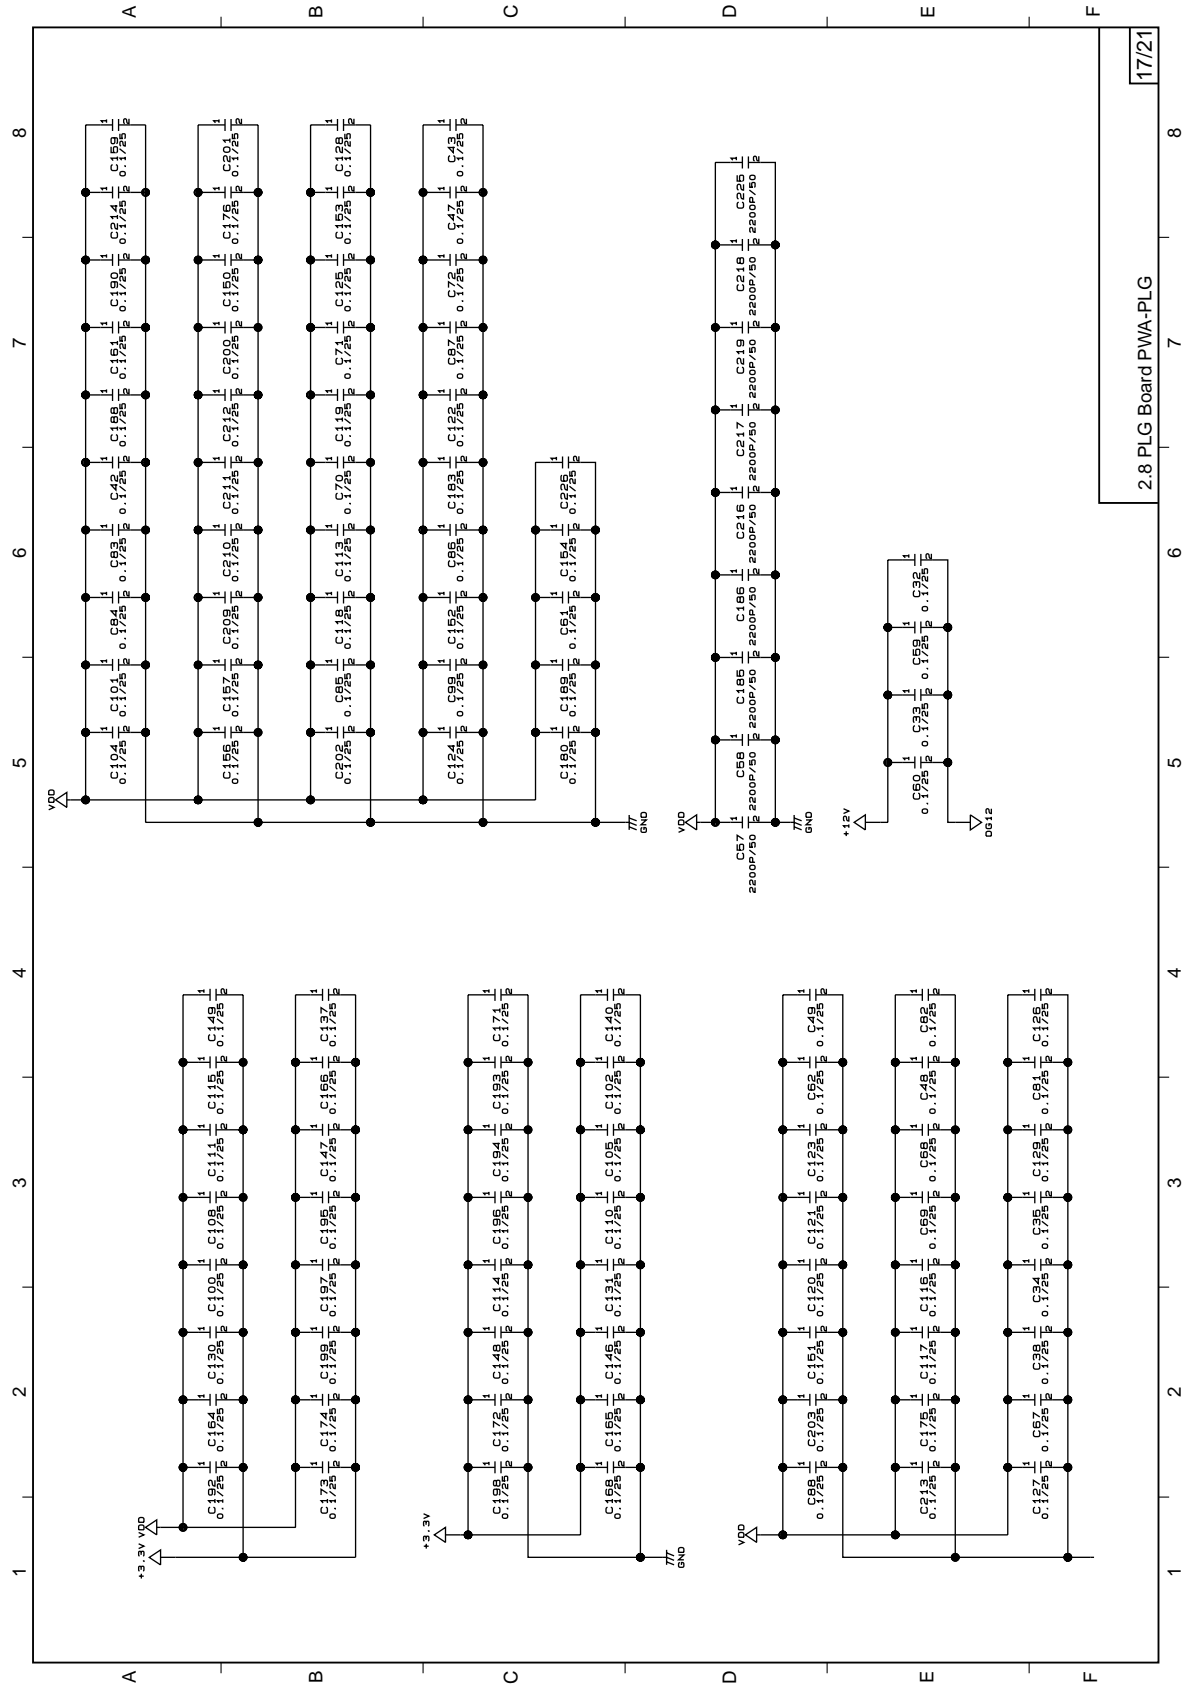 A B C D E F
8
C159 C201 C128 C43
0.1/25 0.1/25 0.1/25 0.1/25
C214 C176 C153 C47 C225
0.1/25 0.1/25 0.1/25 0.1/25 2200P/50
C190 C150 C125 C72 C218
0.1/25 0.1/25 0.1/25 0.1/25 2200P/50
7
C161 C200 C71 C87 C219
0.1/25 0.1/25 0.1/25 0.1/25 2200P/50
C188 C212 C119 C122 C217
0.1/25 0.1/25 0.1/25 0.1/25 2200P/50
C42 C211 C70 C183 C226 C216
0.1/25 0.1/25 0.1/25 0.1/25 0.1/25 2200P/50
6
C83 C210 C113 C86 C154 C186 C32
0.1/25 0.1/25 0.1/25 0.1/25 0.1/25 2200P/50 0.1/25
C84 C209 C118 C152 C61 C185 C59
0.1/25 0.1/25 0.1/25 0.1/25 0.1/25 2200P/50 0.1/25
C101 C157 C85 C99 C189 C58 C33
0.1/25 0.1/25 0.1/25 0.1/25 0.1/25 2200P/50 0.1/25
5
C104 C156 C202 C124 C180 C57 C60
0.1/25 0.1/25 0.1/25 0.1/25 0.1/25 2200P/50 0.1/25
VDD GND VDD GND +12V DG12
4
C149 C137 C171 C140 C49 C82 C126
0.1/25 0.1/25 0.1/25 0.1/25 0.1/25 0.1/25 0.1/25
C115 C166 C193 C102 C62 C48 C81
0.1/25 0.1/25 0.1/25 0.1/25 0.1/25 0.1/25 0.1/25
3
C111 C147 C194 C105 C123 C68 C129
0.1/25 0.1/25 0.1/25 0.1/25 0.1/25 0.1/25 0.1/25
C108 C195 C196 C110 C121 C69 C35
0.1/25 0.1/25 0.1/25 0.1/25 0.1/25 0.1/25 0.1/25
C100 C197 C114 C131 C120 C116 C34
0.1/25 0.1/25 0.1/25 0.1/25 0.1/25 0.1/25 0.1/25
2
C130 C199 C148 C146 C151 C117 C38
0.1/25 0.1/25 0.1/25 0.1/25 0.1/25 0.1/25 0.1/25
C164 C174 C172 C165 C203 C175 C67
0.1/25 0.1/25 0.1/25 0.1/25 0.1/25 0.1/25 0.1/25
C192 C173 C198 C168 C88 C213 C127
0.1/25 0.1/25 0.1/25 0.1/25 0.1/25 0.1/25 0.1/25
1
+3.3V VDD +3.3V GND VDD
A B C D E F
8
7
6
5
4
3
2
1
2.8 PLG Board PWA-PLG
17/21